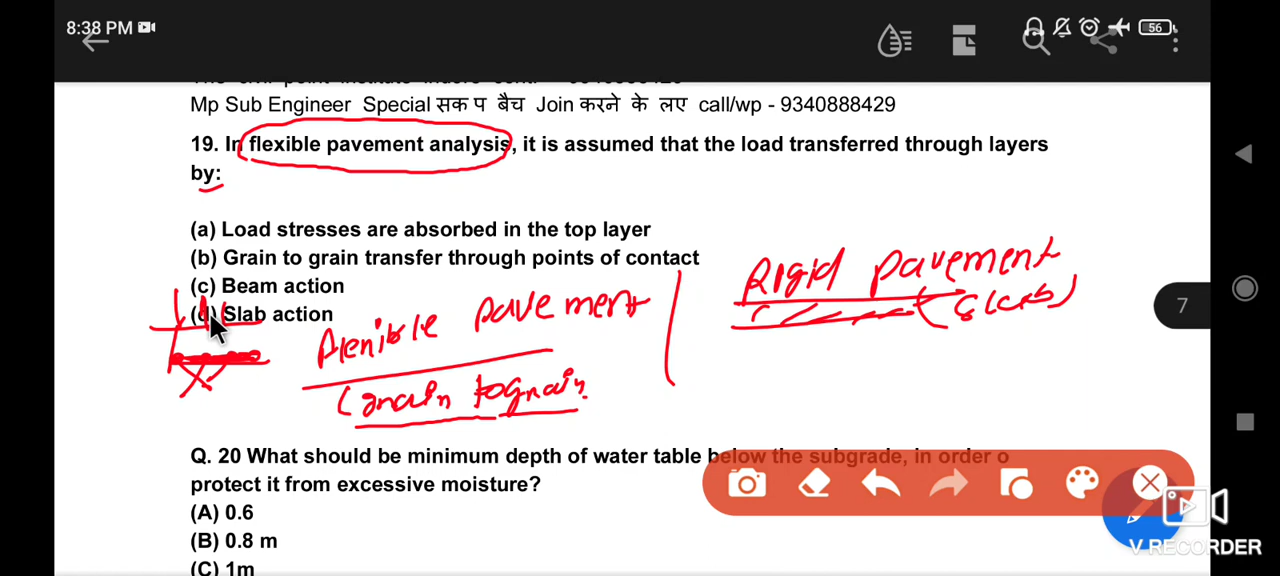 8:38 PM
56
Mp Sub Engineer Special सक प बैच Join करने के लए call/wp - 9340888429
19. In flexible pavement analysis, it is assumed that the load transferred through layers
by:
(a) Load stresses are absorbed in the top layer
(b) Grain to grain transfer through points of contact
(c) Beam action
(d) Slab action
Rigid pavement
(Slab)
flexible pavement
(grain to grain
7
Q. 20 What should be minimum depth of water table below the subgrade, in order o
protect it from excessive moisture?
(A) 0.6
(B) 0.8 m
(C) 1m
V RECORDER